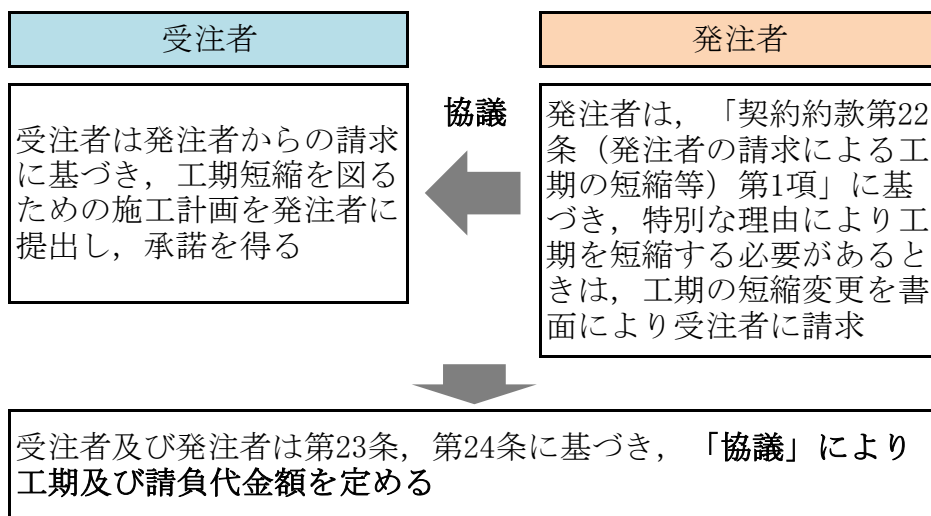 受注者
発注者
受注者は発注者からの請求
に基づき，工期短縮を図る
ための施工計画を発注者に
提出し，承諾を得る
協議
発注者は，「契約約款第22
条（発注者の請求による工
期の短縮等）第1項」に基
づき，特別な理由により工
期を短縮する必要があると
きは，工期の短縮変更を書
面により受注者に請求
受注者及び発注者は第23条，第24条に基づき，「協議」により
工期及び請負代金額を定める